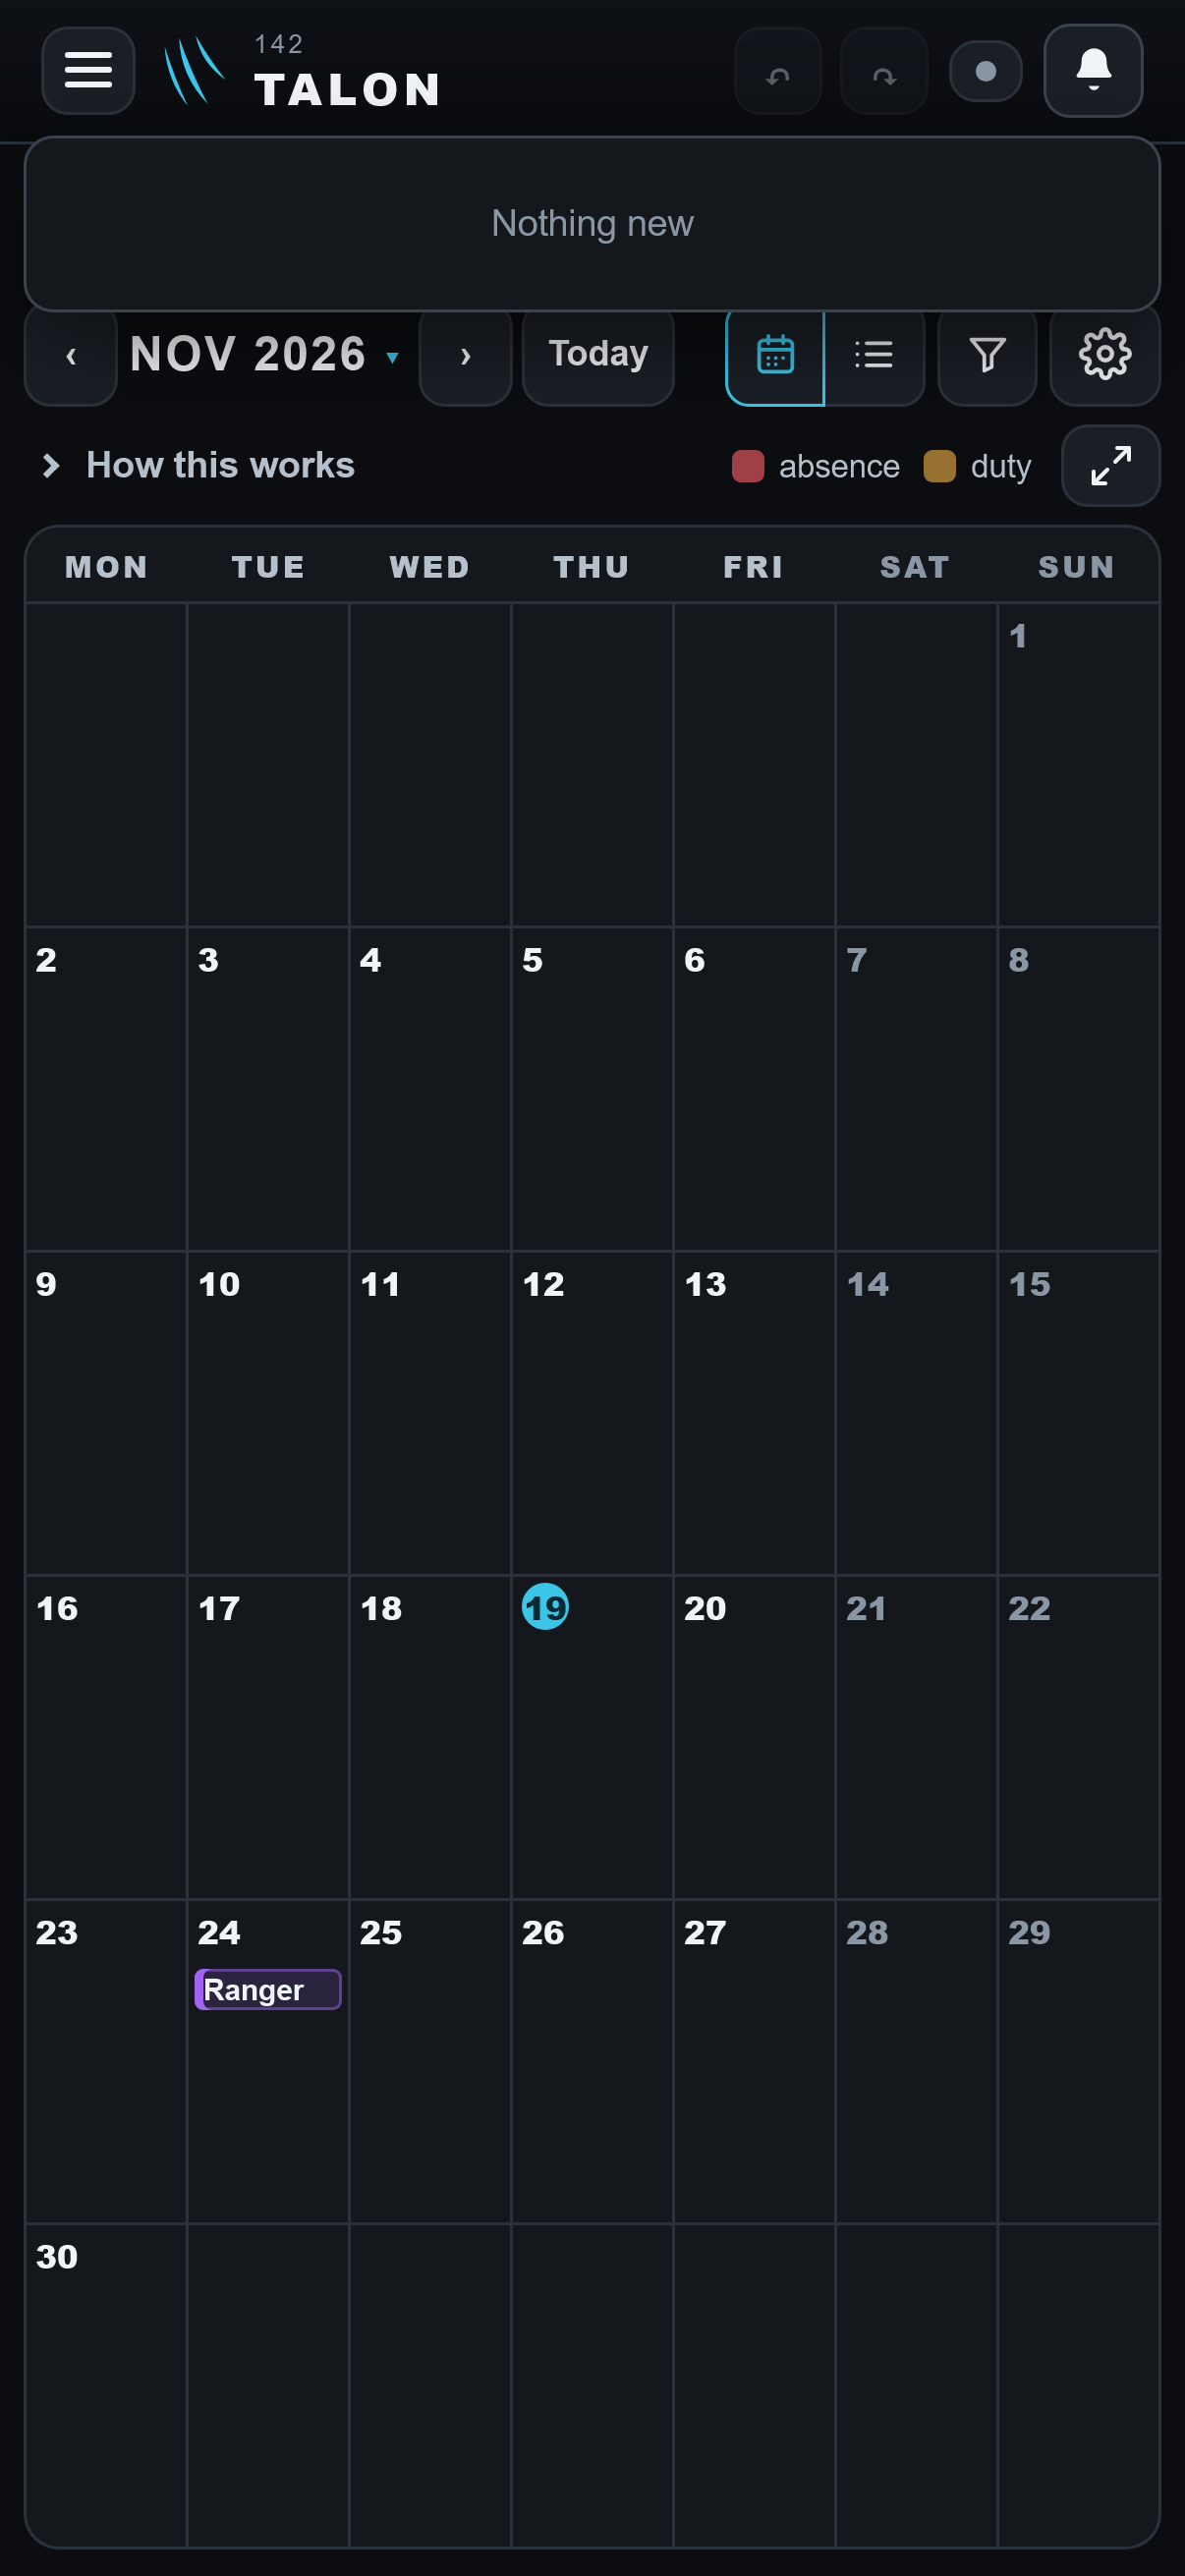 142
TALON
Nothing new
NOV 2026
Today
How this works
absence
duty
MON TUE WED THU FRI SAT SUN
1
2 3 4 5 6 7 8
9 10 11 12 13 14 15
16 17 18 19 20 21 22
23 24 25 26 27 28 29
Ranger
30